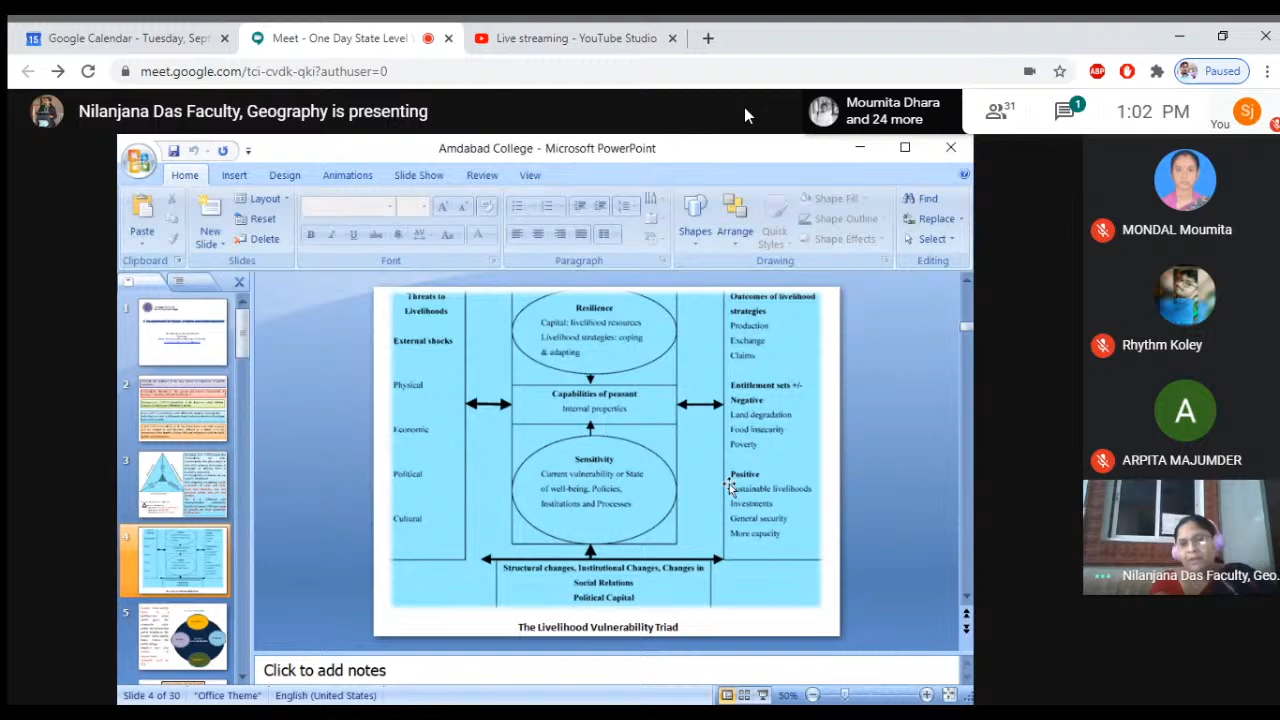 Google Calendar - Tuesday, Sept
Meet - One Day State Level W
Live streaming - YouTube Studio
meet.google.com/tci-cvdk-qki?authuser=0
ABP
Paused
Nilanjana Das Faculty, Geography is presenting
Moumita Dhara
and 24 more
31
1
1:02 PM
You
Sj
Amdabad College - Microsoft PowerPoint
Home
Insert
Design
Animations
Slide Show
Review
View
Paste
Clipboard
New
Slide
Layout
Reset
Delete
Slides
Font
Paragraph
Shapes
Arrange
Quick
Styles
Shape Fill
Shape Outline
Shape Effects
Drawing
Find
Replace
Select
Editing
1
2
3
4
5
Threats to
Livelihoods
External shocks
Physical
Economic
Political
Cultural
Resilience
Capital: livelihood resources
Livelihood strategies: coping
& adapting
Capabilities of peasant
Internal properties
Sensitivity
Current vulnerability or State
of well-being, Policies,
Institutions and Processes
Structural changes, Institutional Changes, Changes in
Social Relations
Political Capital
Outcomes of livelihood
strategies
Production
Exchange
Claims
Entitlement sets +/-
Negative
Land degradation
Food insecurity
Poverty
Positive
Sustainable livelihoods
Investments
General security
More capacity
The Livelihood Vulnerability Triad
Click to add notes
Slide 4 of 30
"Office Theme"
English (United States)
50%
MONDAL Moumita
Rhythm Koley
A
ARPITA MAJUMDER
Nilanjana Das Faculty, Geo...